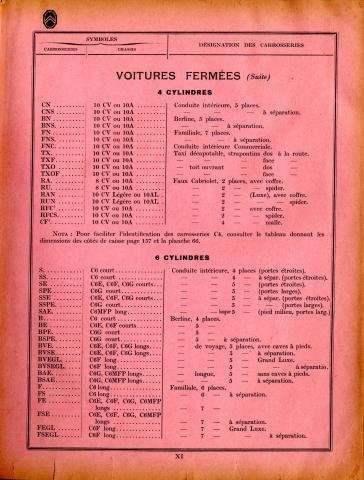 SYMBOLES
DÉSIGNATION DES CARROSSERIES
CARROSSERIES
CHASSIS
VOITURES FERMÉES (Suite)
4 CYLINDRES
CN 10 CV ou 10A Conduite intérieure, 5 places.
CNS 10 CV ou 10A — — — à séparation.
BN 10 CV ou 10A Berline, 5 places.
BNS. 10 CV ou 10A — — à séparation.
FN 10 CV ou 10A Familiale, 7 places.
FNS. 10 CV ou 10A — — à séparation.
FNC. 10 CV ou 10A Conduite intérieure Commerciale.
TX. 10 CV ou 10A Taxi décapotable, strapontins dos à la route.
TXF 10 CV ou 10A — — — face —
TXO 10 CV ou 10A — toit ouvrant — dos —
TXOF 10 CV ou 10A — — — face —
RA. 8 CV ou 10A Faux Cabriolet, 2 places, avec coffre.
RU. 8 CV ou 10A — — 2 — spider.
RAN 10 CV Légère ou 10AL — — 2 — (Luxe), avec coffre.
RUN 10 CV Légère ou 10AL — — 2 — — spider.
RFC 10 CV ou 10A — — 2 — avec coffre.
RFCS. 10 CV ou 10A — — 2 — spider.
CF 10 CV ou 10A — — 4 — malle.
NOTA : Pour faciliter l'identification des carrosseries C4, consulter le tableau donnant les
dimensions des côtés de caisse page 157 et la planche 66.
6 CYLINDRES
S. C6 court Conduite intérieure, 4 places (portes étroites).
SS. C6 court — — 4 — à sépar. (portes étroites).
SE C6E, C6F, C6G courts — — 5 — (portes étroites).
SPE C6G court — — 5 — (portes larges).
SSE C6E, C6F, C6G courts — — 5 — à sépar. (portes étroites).
SSPE. C6G court — — 5 — — (portes larges).
SAE. C6MFP long — — 5 — (pied milieu, portes larg.)
B. C6 court Berline, 4 places.
BE C6E, C6F courts — 5 —
BPE. C6G court — 5 —
BSPE. C6G court — 5 — à séparation.
BVE. C6E, C6F, C6G longs — de voyage, 5 places, avec caves à pieds.
BVSE C6E, C6F, C6G longs — — 5 — à séparation.
BVEGL C6F long — — 5 — Grand Luxe.
BVSEGL C6F long — — 5 — — à séparatio.
BAE. C6G, C6MFP longs — longue, 5 — sans caves à pieds.
BSAE. C6G, C6MFP longs — — 5 — à séparation.
F. C6 long Familiale, 6 places.
FS C6 long — 6 — à séparation.
FE C6E, C6F, C6G, C6MFP
longs — 7 —
FSE C6E, C6F, C6G, C6MFP
longs — 7 — à séparation.
FEGL C6F long — 7 — Grand Luxe.
FSEGL C6F long — 7 — — à séparation.
XI